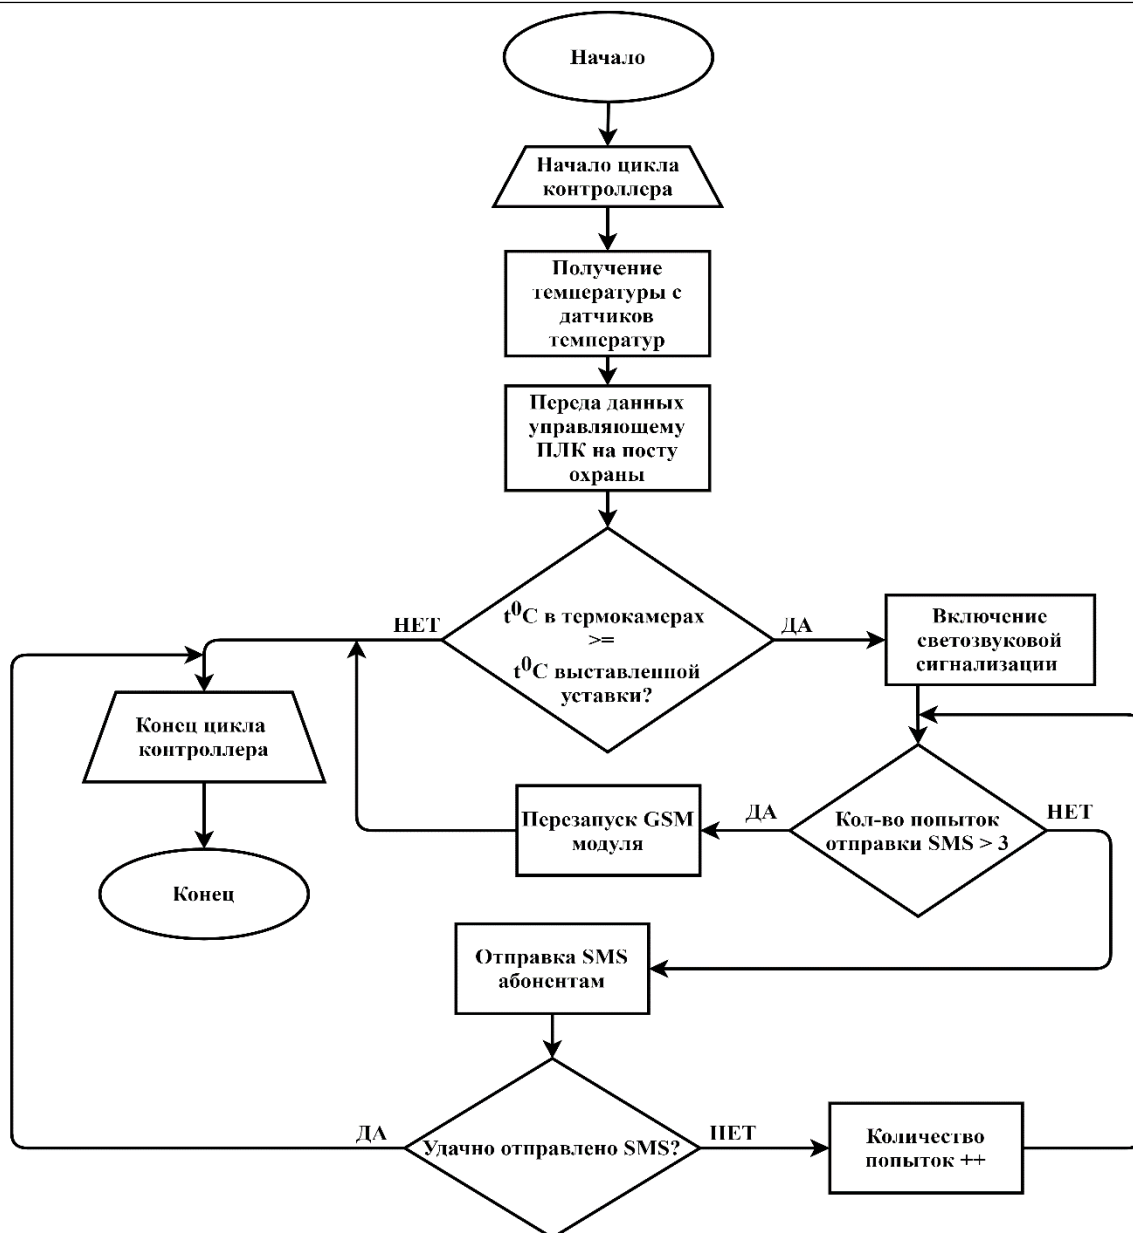 Начало
Начало цикла
контроллера
Получение
температуры с
датчиков
температур
Переда данных
управляющему
ПЛК на посту
охраны
t⁰C в термокамерах
>=
t⁰C выставленной
уставки?
НЕТ
ДА
Включение
светозвуковой
сигнализации
Конец цикла
контроллера
Конец
Перезапуск GSM
модуля
ДА
Кол-во попыток
отправки SMS > 3
НЕТ
Отправка SMS
абонентам
ДА
Удачно отправлено SMS?
НЕТ
Количество
попыток ++